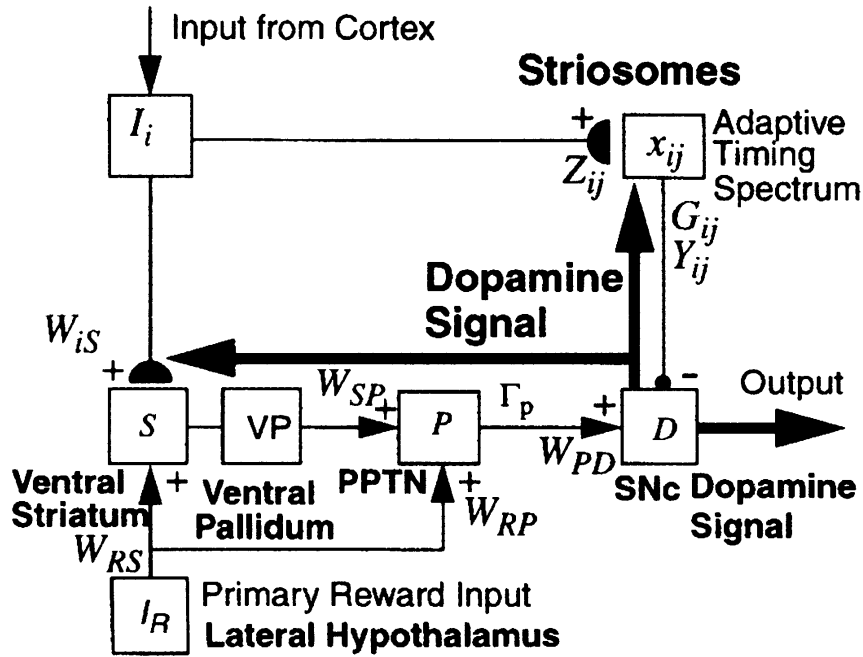 Input from Cortex
Striosomes
I_i
+
x_ij
Adaptive
Timing
Spectrum
Z_ij
G_ij
Y_ij
Dopamine
Signal
W_iS
+
W_SP
+
Γ_p
+
-
Output
S
VP
P
W_PD
D
Ventral
Striatum
+
Ventral
Pallidum
PPTN
+
W_RP
SNc Dopamine
Signal
W_RS
I_R
Primary Reward Input
Lateral Hypothalamus